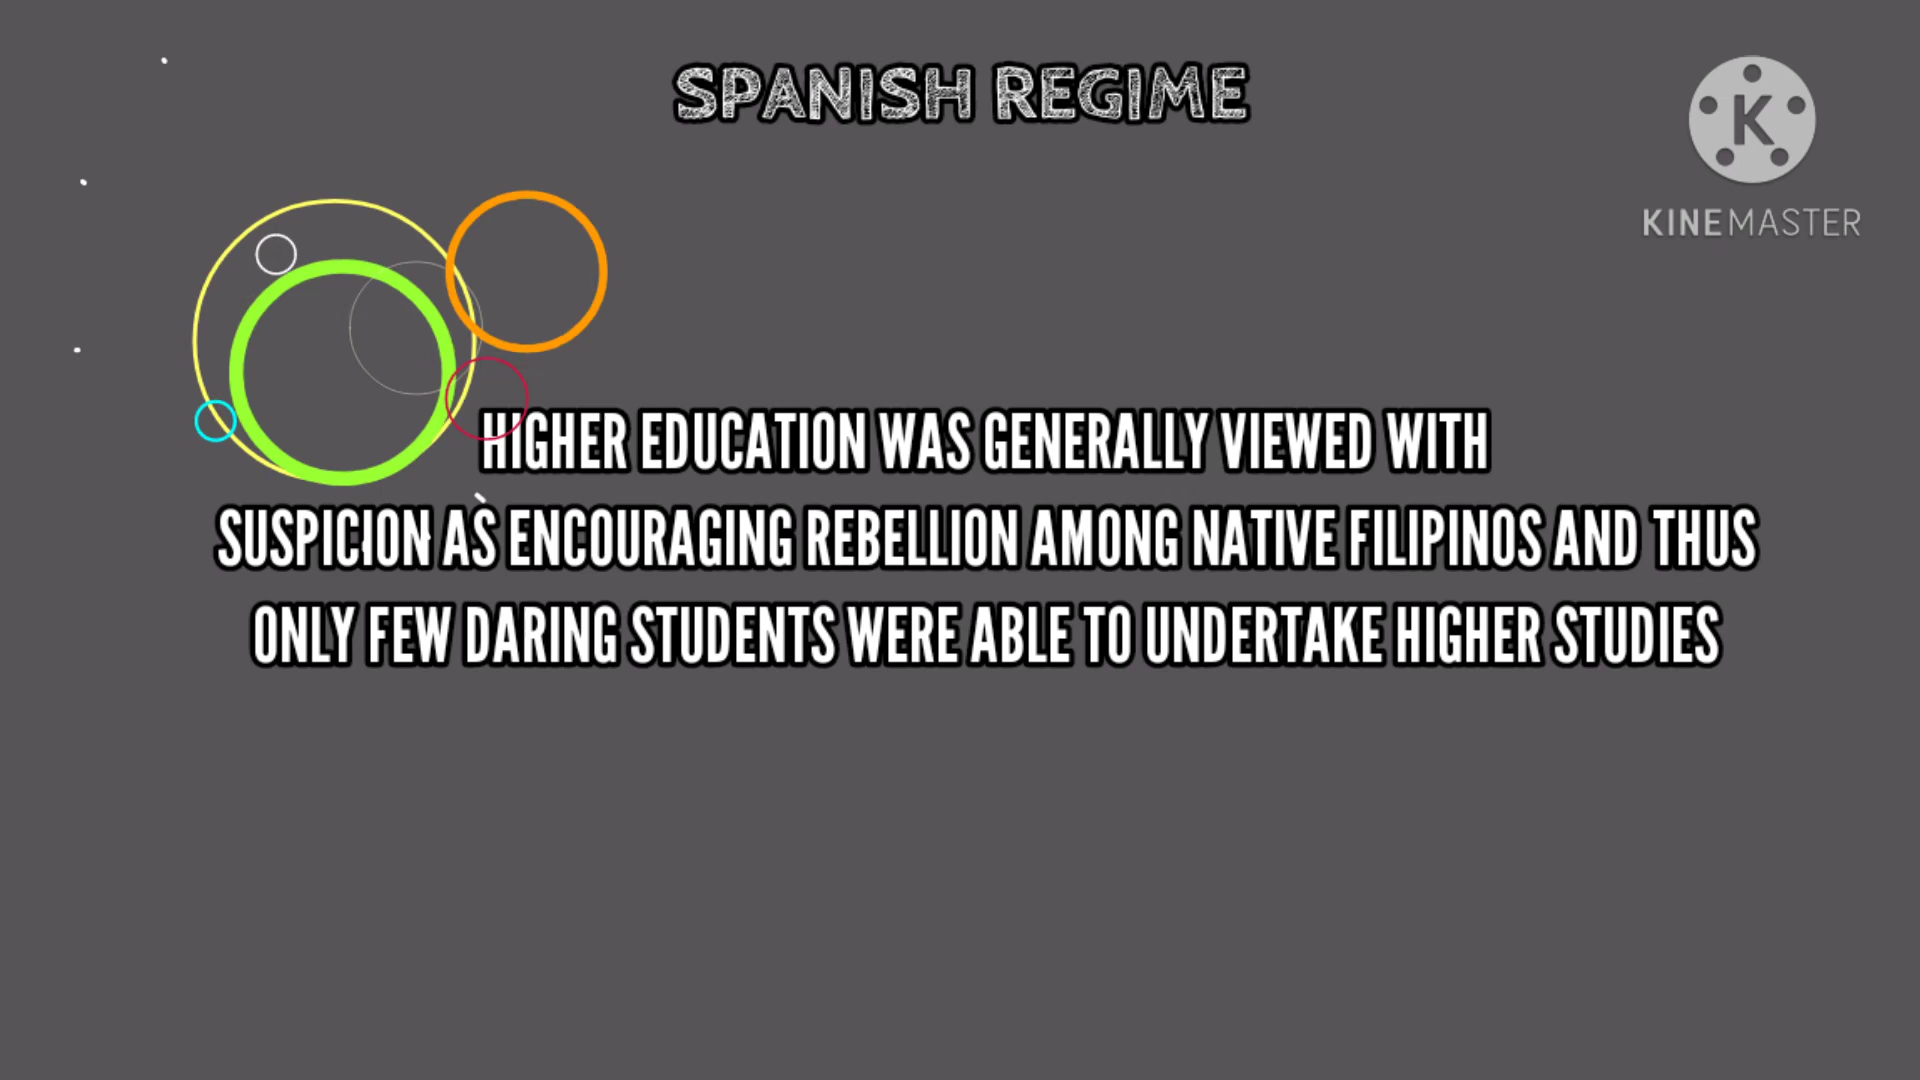 SPANISH REGIME
K
KINEMASTER
HIGHER EDUCATION WAS GENERALLY VIEWED WITH
SUSPICION AS ENCOURAGING REBELLION AMONG NATIVE FILIPINOS AND THUS
ONLY FEW DARING STUDENTS WERE ABLE TO UNDERTAKE HIGHER STUDIES